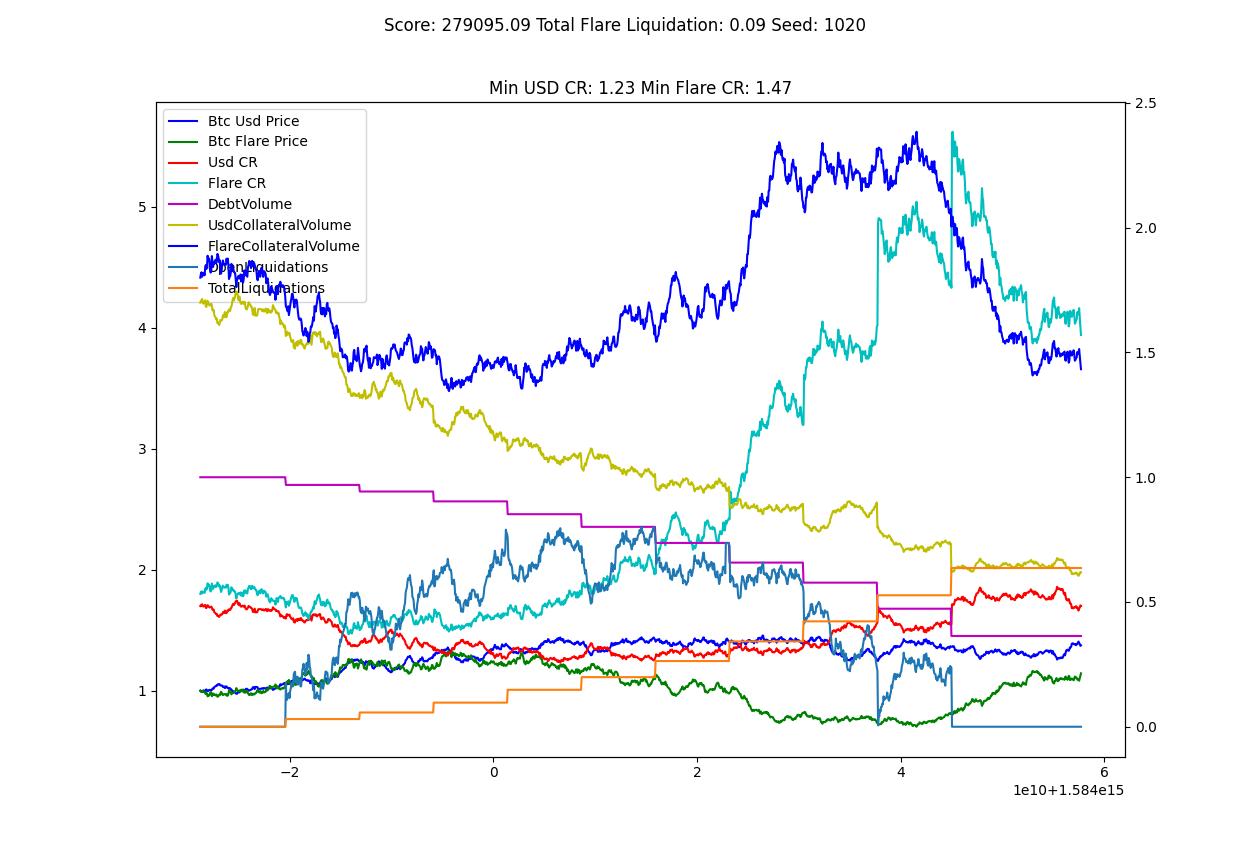 Score: 279095.09 Total Flare Liquidation: 0.09 Seed: 1020
Min USD CR: 1.23 Min Flare CR: 1.47
Btc Usd Price
Btc Flare Price
Usd CR
Flare CR
DebtVolume
UsdCollateralVolume
FlareCollateralVolume
OpenLiquidations
TotalLiquidations
5
4
3
2
1
2.5
2.0
1.5
1.0
0.5
0.0
−2
0
2
4
6
1e10+1.584e15